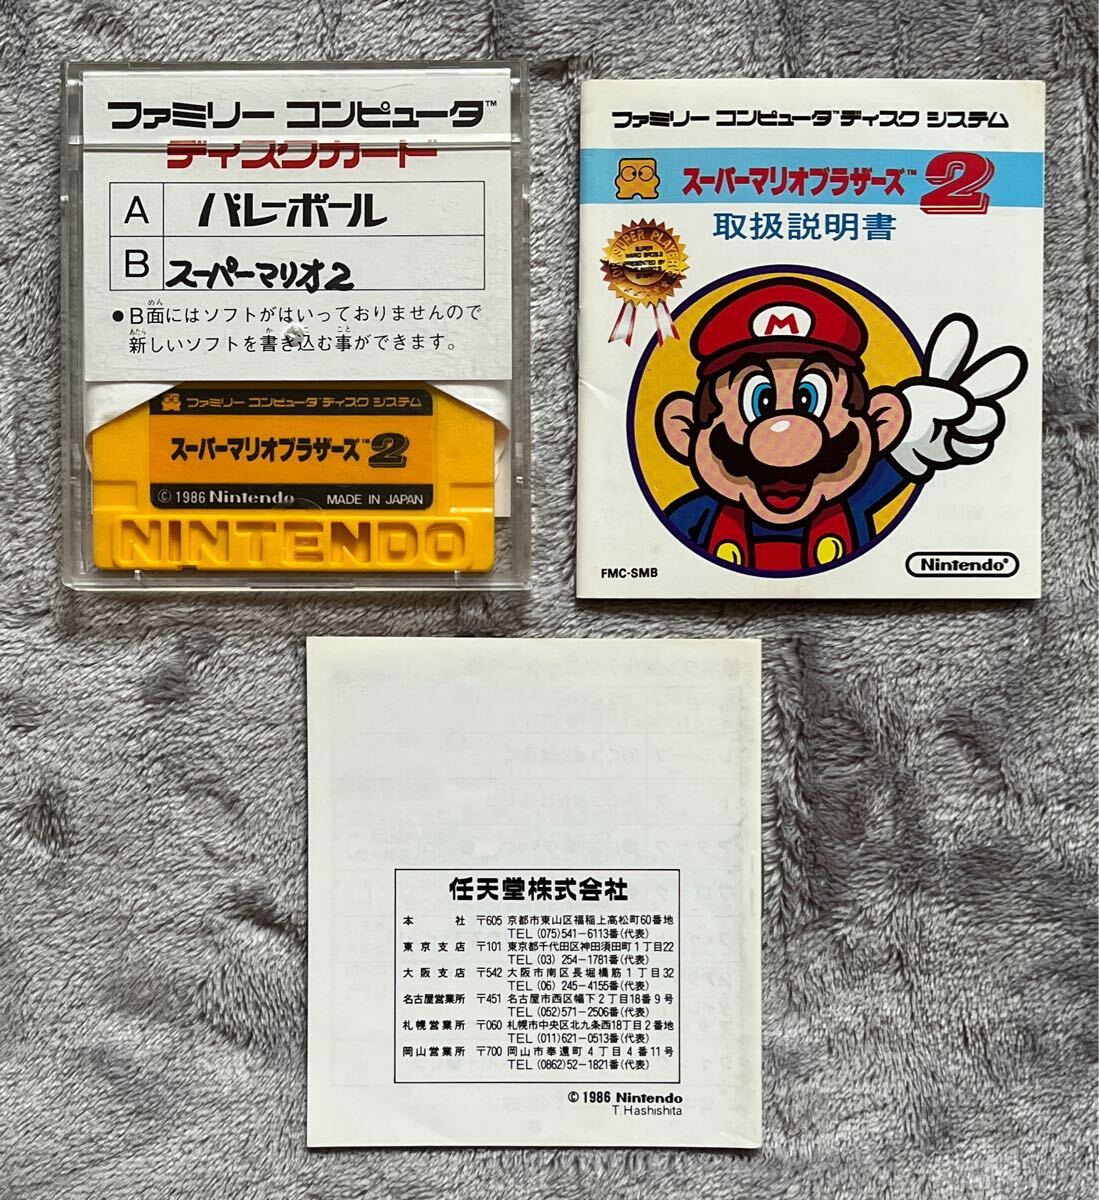 ファミリー コンピュータ™
ディスクカード
A バレーボール
B スーパーマリオ2
●B面にはソフトがはいっておりませんので
新しいソフトを書き込む事ができます。
ファミリー コンピュータ™ ディスク システム
スーパーマリオブラザーズ™2
©1986 Nintendo MADE IN JAPAN
NINTENDO
ファミリー コンピュータ™ ディスク システム
スーパーマリオブラザーズ™2
取扱説明書
SUPER PLAYER
SUPER
MARIO BROS.2
PRESENTED BY
M
FMC-SMB
Nintendo®
任天堂株式会社
本社 〒605 京都市東山区福稲上高松町60番地
TEL (075)541-6113番(代表)
東京支店 〒101 東京都千代田区神田須田町1丁目22
TEL (03) 254-1781番(代表)
大阪支店 〒542 大阪市南区長堀橋筋1丁目32
TEL (06) 245-4155番(代表)
名古屋営業所 〒451 名古屋市西区幅下2丁目18番9号
TEL (052)571-2506番(代表)
札幌営業所 〒060 札幌市中央区北九条西18丁目2番地
TEL (011)621-0513番(代表)
岡山営業所 〒700 岡山市奉還町4丁目4番11号
TEL (0862)52-1821番(代表)
©1986 Nintendo
T.Hashishita